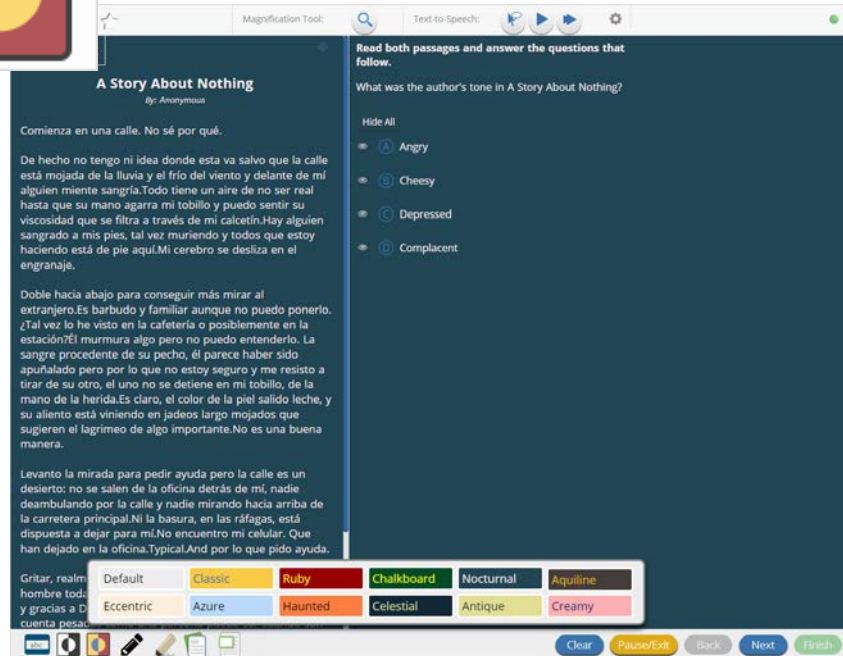 Magnification Tool:
Text-to-Speech:
A Story About Nothing
By: Anonymous
Comienza en una calle. No sé por qué.
De hecho no tengo ni idea donde esta va salvo que la calle
está mojada de la lluvia y el frío del viento y delante de mí
alguien miente sangría.Todo tiene un aire de no ser real
hasta que su mano agarra mi tobillo y puedo sentir su
viscosidad que se filtra a través de mi calcetín.Hay alguien
sangrado a mis pies, tal vez muriendo y todos que estoy
haciendo está de pie aquí.Mi cerebro se desliza en el
engranaje.
Doble hacia abajo para conseguir más mirar al
extranjero.Es barbudo y familiar aunque no puedo ponerlo.
¿Tal vez lo he visto en la cafetería o posiblemente en la
estación?Él murmura algo pero no puedo entenderlo. La
sangre procedente de su pecho, él parece haber sido
apuñalado pero por lo que no estoy seguro y me resisto a
tirar de su otro, el uno no se detiene en mi tobillo, de la
mano de la herida.Es claro, el color de la piel salido leche, y
su aliento está viniendo en jadeos largo mojados que
sugieren el lagrimeo de algo importante.No es una buena
manera.
Levanto la mirada para pedir ayuda pero la calle es un
desierto: no se salen de la oficina detrás de mí, nadie
deambulando por la calle y nadie mirando hacia arriba de
la carretera principal.Ni la basura, en las ráfagas, está
dispuesta a dejar para mí.No encuentro mi celular. Que
han dejado en la oficina.Typical.And por lo que pido ayuda.
Gritar, realm
hombre toda
y gracias a D
cuenta pesad
Read both passages and answer the questions that
follow.
What was the author's tone in A Story About Nothing?
Hide All
A Angry
B Cheesy
C Depressed
D Complacent
Default Classic Ruby Chalkboard Nocturnal Aquiline
Eccentric Azure Haunted Celestial Antique Creamy
abc
Clear Pause/Exit Back Next Finish